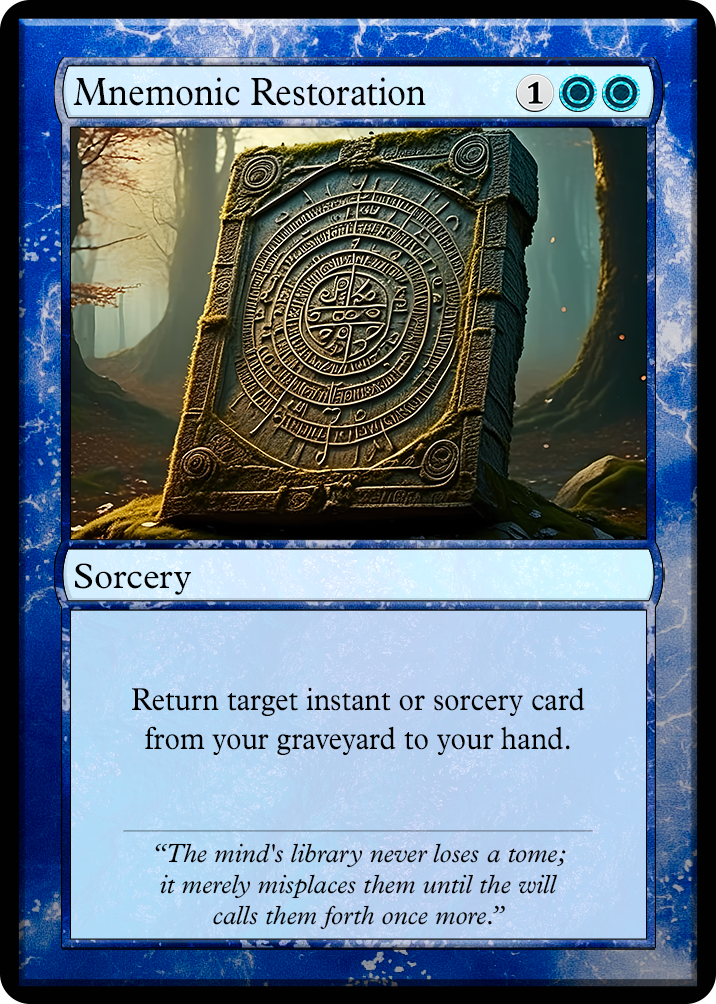 Mnemonic Restoration 1
Sorcery
Return target instant or sorcery card
from your graveyard to your hand.
“The mind's library never loses a tome;
it merely misplaces them until the will
calls them forth once more.”